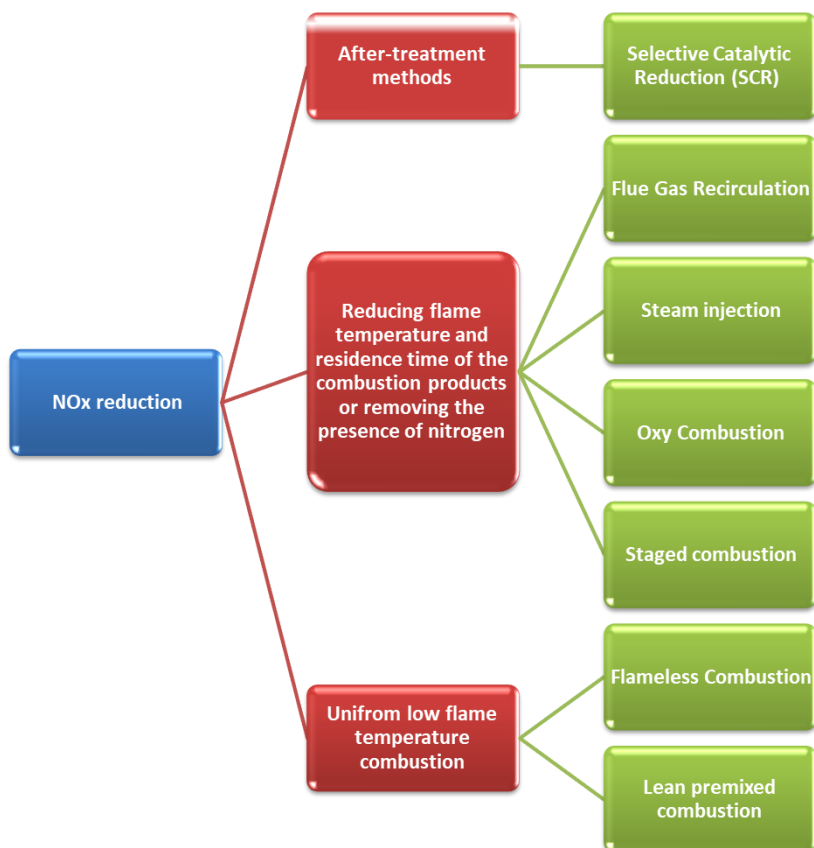 After-treatment
methods
Selective Catalytic
Reduction (SCR)
Flue Gas Recirculation
Reducing flame
temperature and
residence time of the
combustion products
or removing the
presence of nitrogen
Steam injection
NOx reduction
Oxy Combustion
Staged combustion
Unifrom low flame
temperature
combustion
Flameless Combustion
Lean premixed
combustion